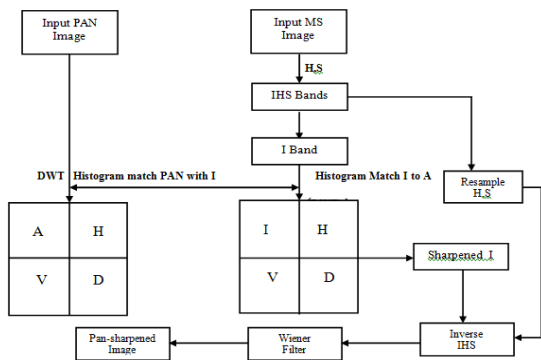 Input PAN
Image
Input MS
Image
H,S
IHS Bands
I Band
DWT
Histogram match PAN with I
Histogram Match I to A
Resample
H,S
A
H
V
D
I
H
V
D
Sharpened_I
Inverse
IHS
Wiener
Filter
Pan-sharpened
Image